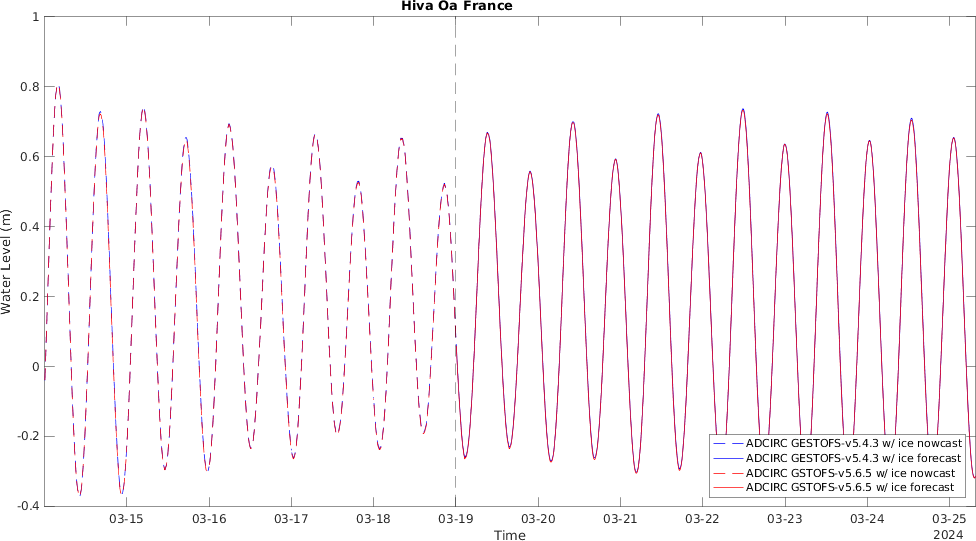 Hiva Oa France
1
0.8
0.6
0.4
0.2
0
-0.2
-0.4
Water Level (m)
03-15 03-16 03-17 03-18 03-19 03-20 03-21 03-22 03-23 03-24 03-25
2024
Time
ADCIRC GESTOFS-v5.4.3 w/ ice nowcast
ADCIRC GESTOFS-v5.4.3 w/ ice forecast
ADCIRC GSTOFS-v5.6.5 w/ ice nowcast
ADCIRC GSTOFS-v5.6.5 w/ ice forecast